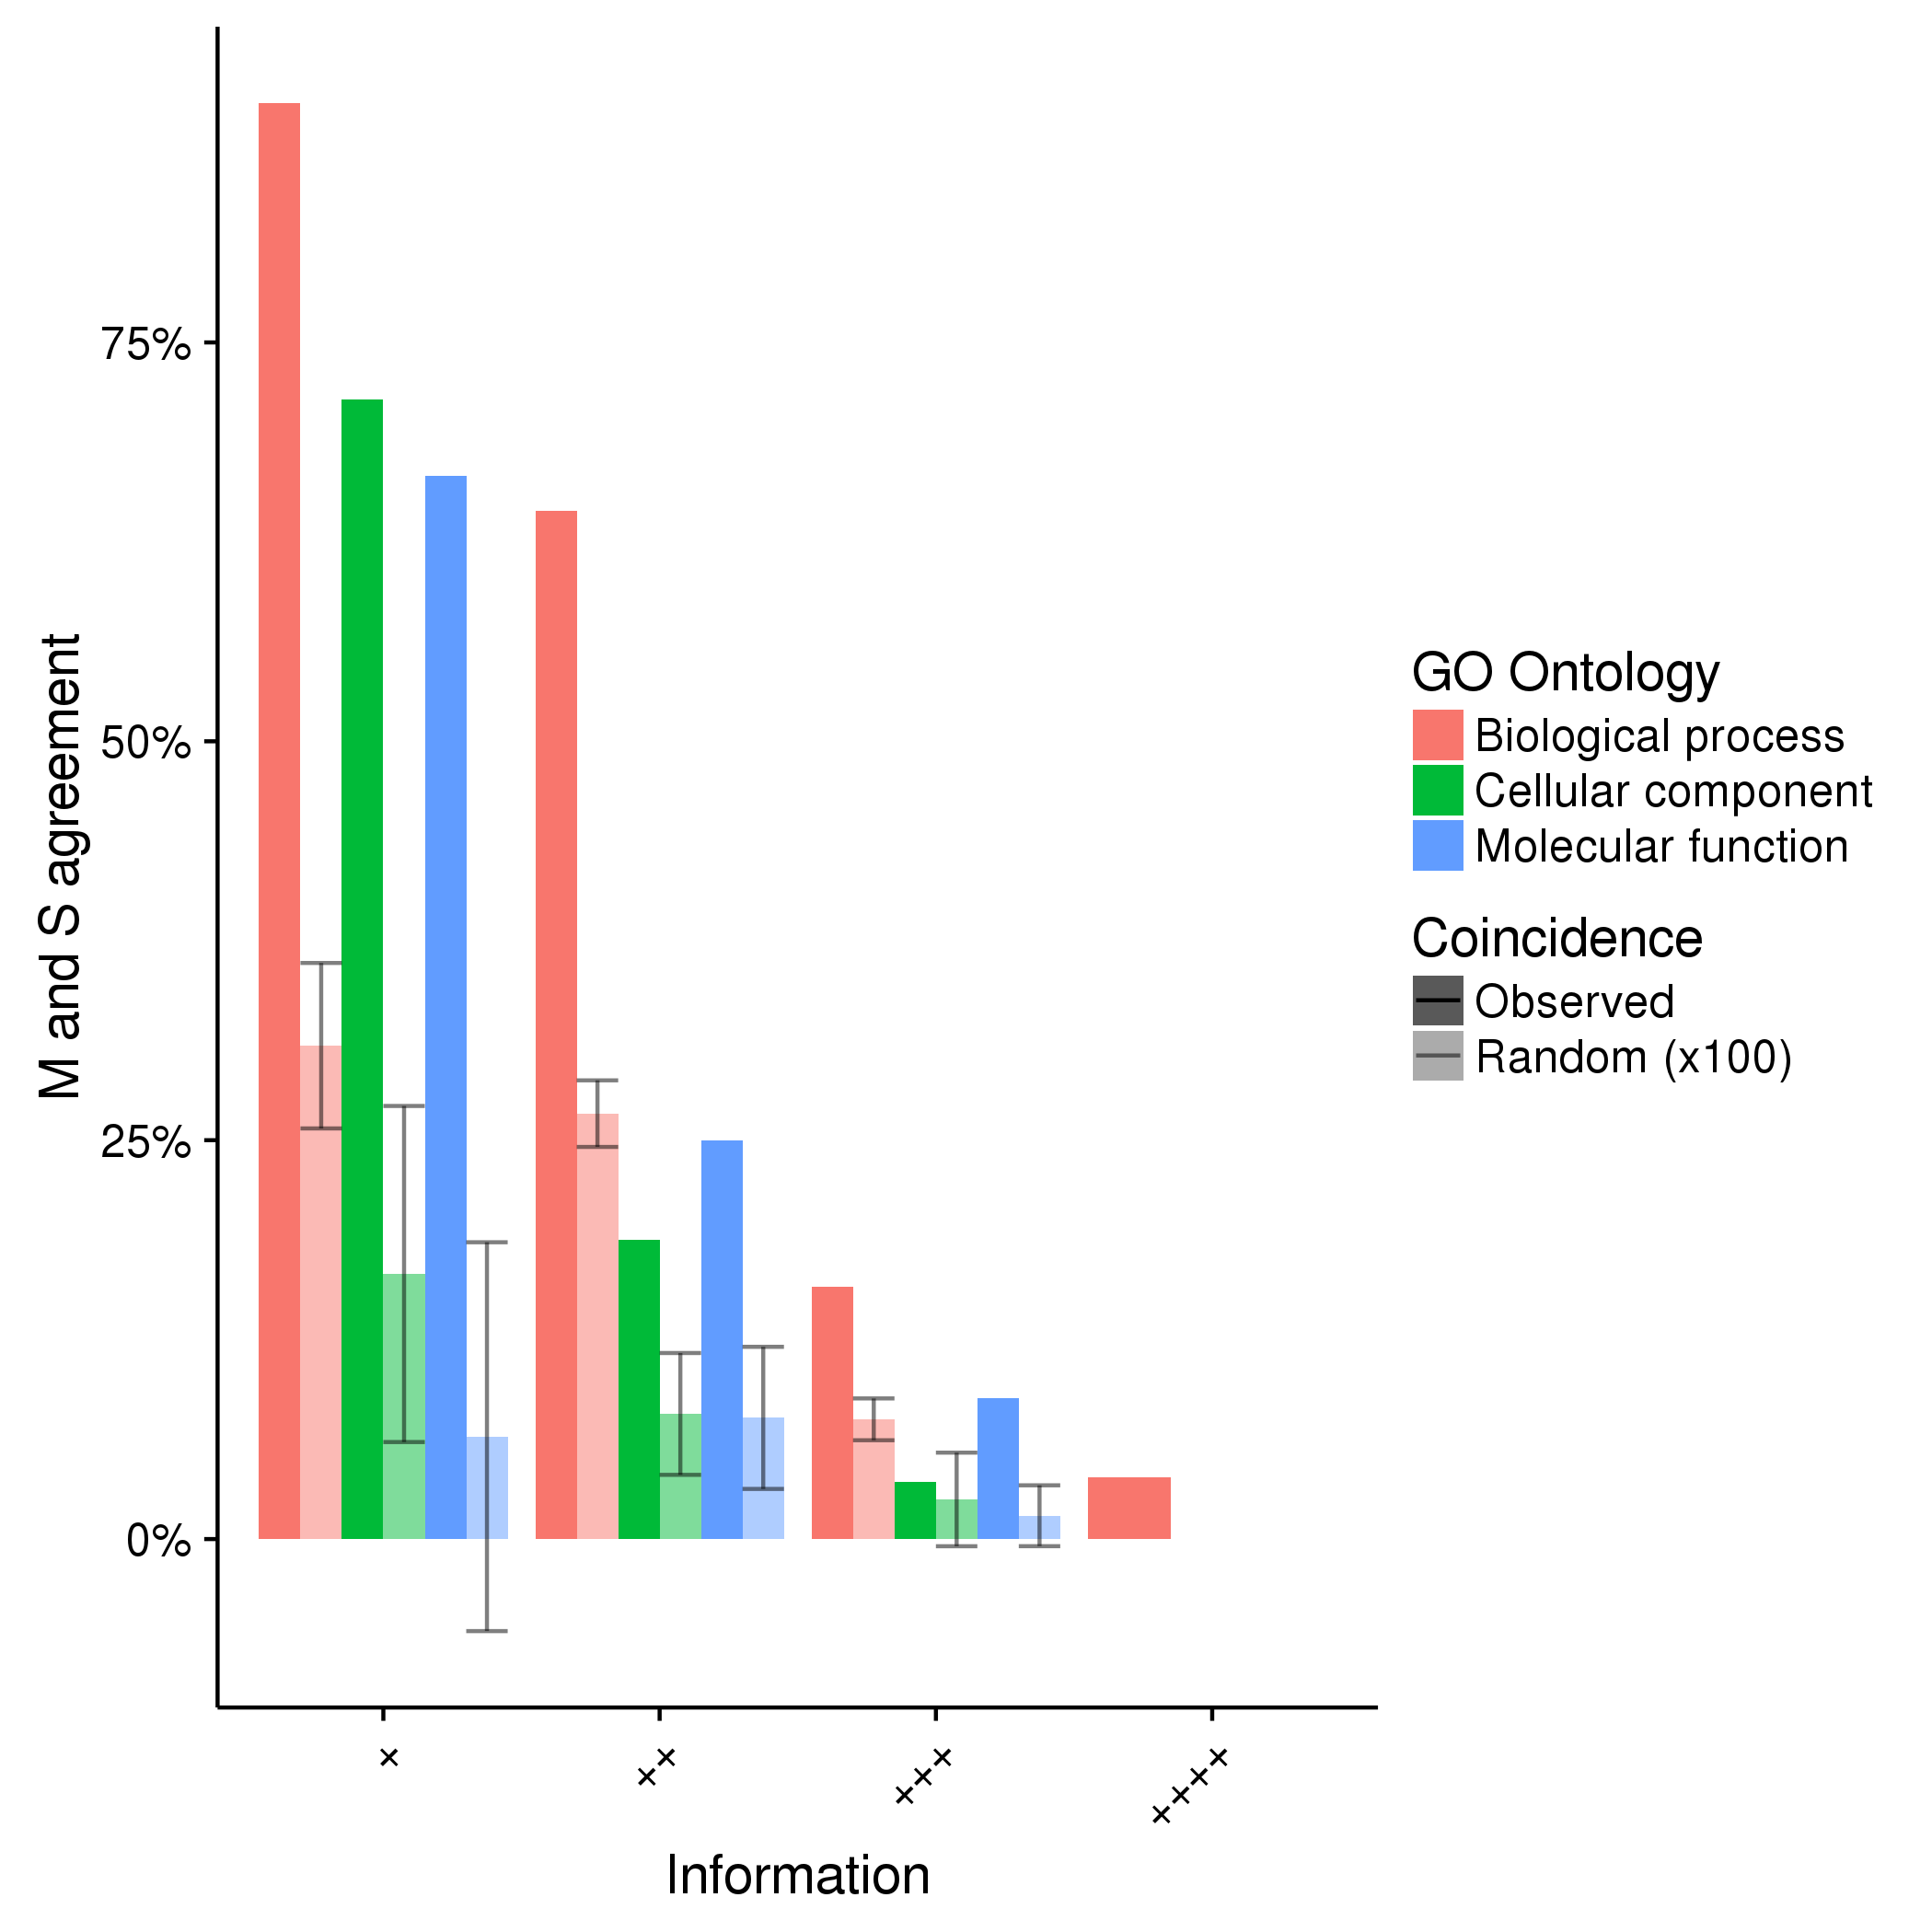 M and S agreement
75%
50%
25%
0%
+
++
+++
++++
Information
GO Ontology
Biological process
Cellular component
Molecular function
Coincidence
Observed
Random (x100)